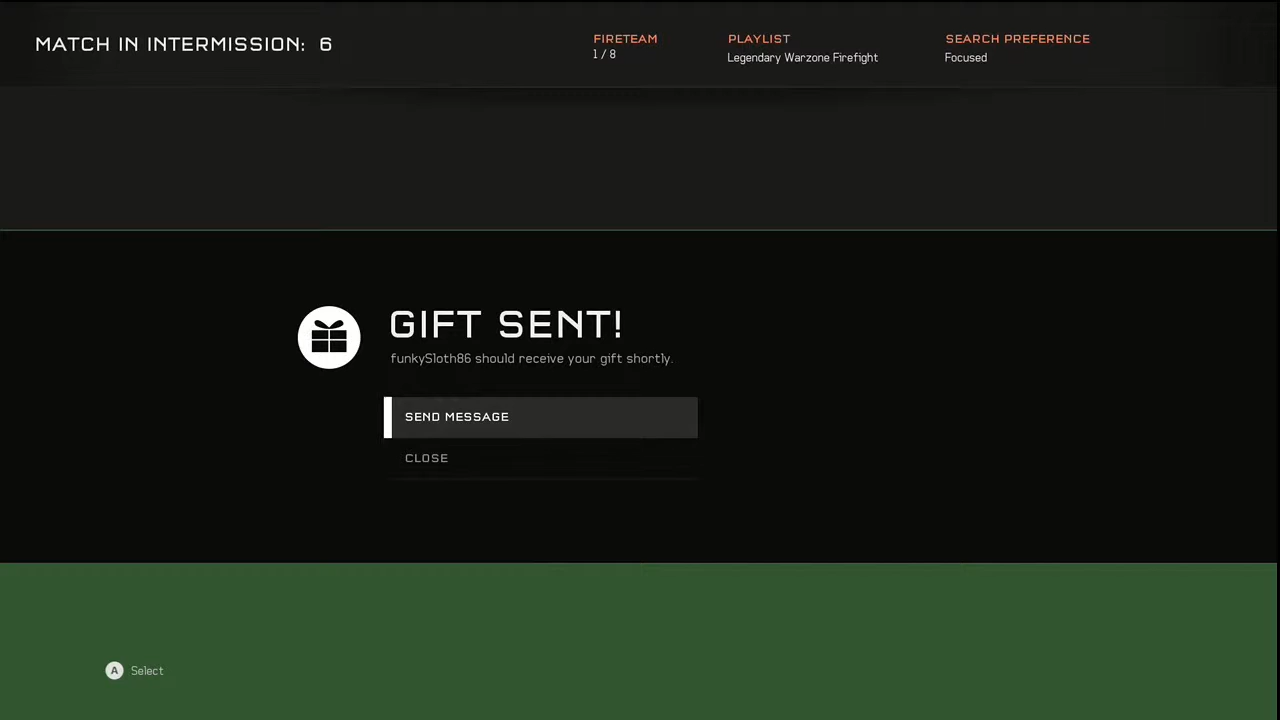 MATCH IN INTERMISSION: 6
FIRETEAM
1 / 8
PLAYLIST
Legendary Warzone Firefight
SEARCH PREFERENCE
Focused
GIFT SENT!
funkySloth86 should receive your gift shortly.
SEND MESSAGE
CLOSE
A Select